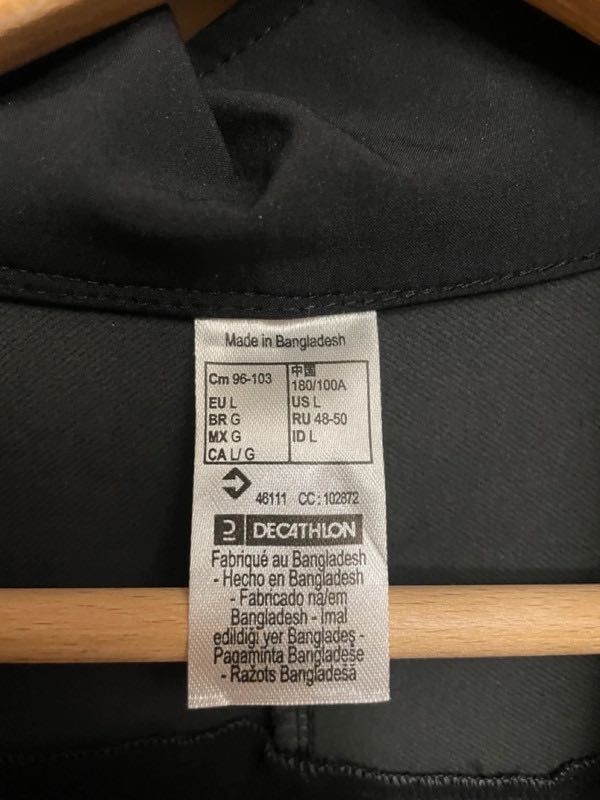 Made in Bangladesh
Cm 96-103
EU L
BR G
MX G
CA L/ G
中国
180/100A
US L
RU 48-50
ID L
46111 CC: 102872
DECATHLON
Fabriqué au Bangladesh
- Hecho en Bangladesh
- Fabricado na/em
Bangladesh - Imal
edildiği yer Bangladeş -
Pagaminta Bangladeše
- Ražots Bangladešā